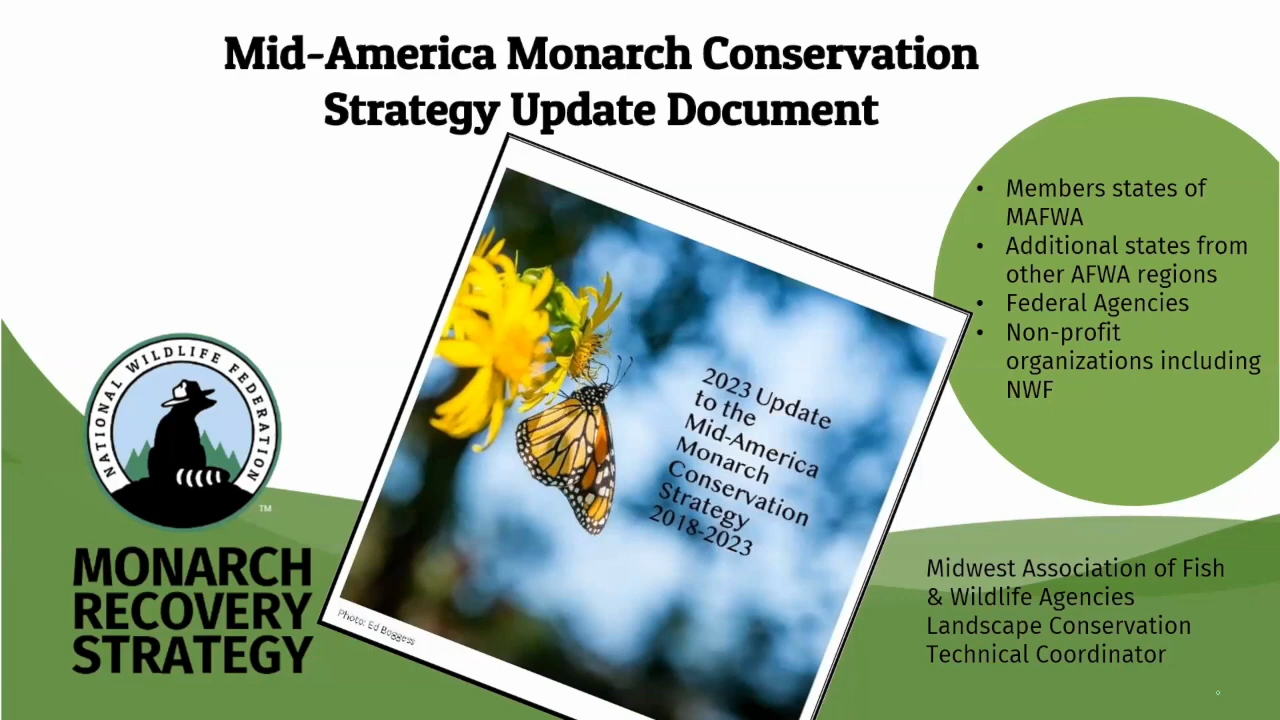 Mid-America Monarch Conservation
Strategy Update Document
• Members states of
MAFWA
• Additional states from
other AFWA regions
• Federal Agencies
• Non-profit
organizations including
NWF
2023 Update
to the
Mid-America
Monarch
Conservation
Strategy
2018-2023
Photo: Ed Boggess
NATIONAL WILDLIFE FEDERATION
TM
MONARCH
RECOVERY
STRATEGY
Midwest Association of Fish
& Wildlife Agencies
Landscape Conservation
Technical Coordinator